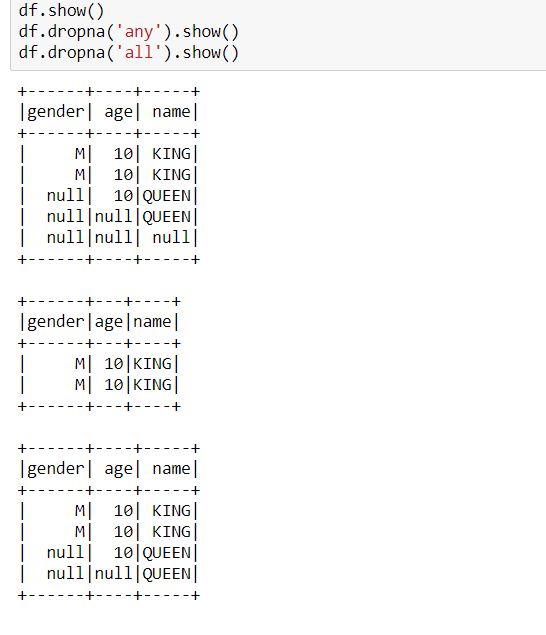 df.show()
df.dropna('any').show()
df.dropna('all').show()
+------+----+-----+
|gender| age| name|
+------+----+-----+
|     M|  10| KING|
|     M|  10| KING|
|  null|  10|QUEEN|
|  null|null|QUEEN|
|  null|null| null|
+------+----+-----+
+------+---+----+
|gender|age|name|
+------+---+----+
|     M| 10|KING|
|     M| 10|KING|
+------+---+----+
+------+----+-----+
|gender| age| name|
+------+----+-----+
|     M|  10| KING|
|     M|  10| KING|
|  null|  10|QUEEN|
|  null|null|QUEEN|
+------+----+-----+